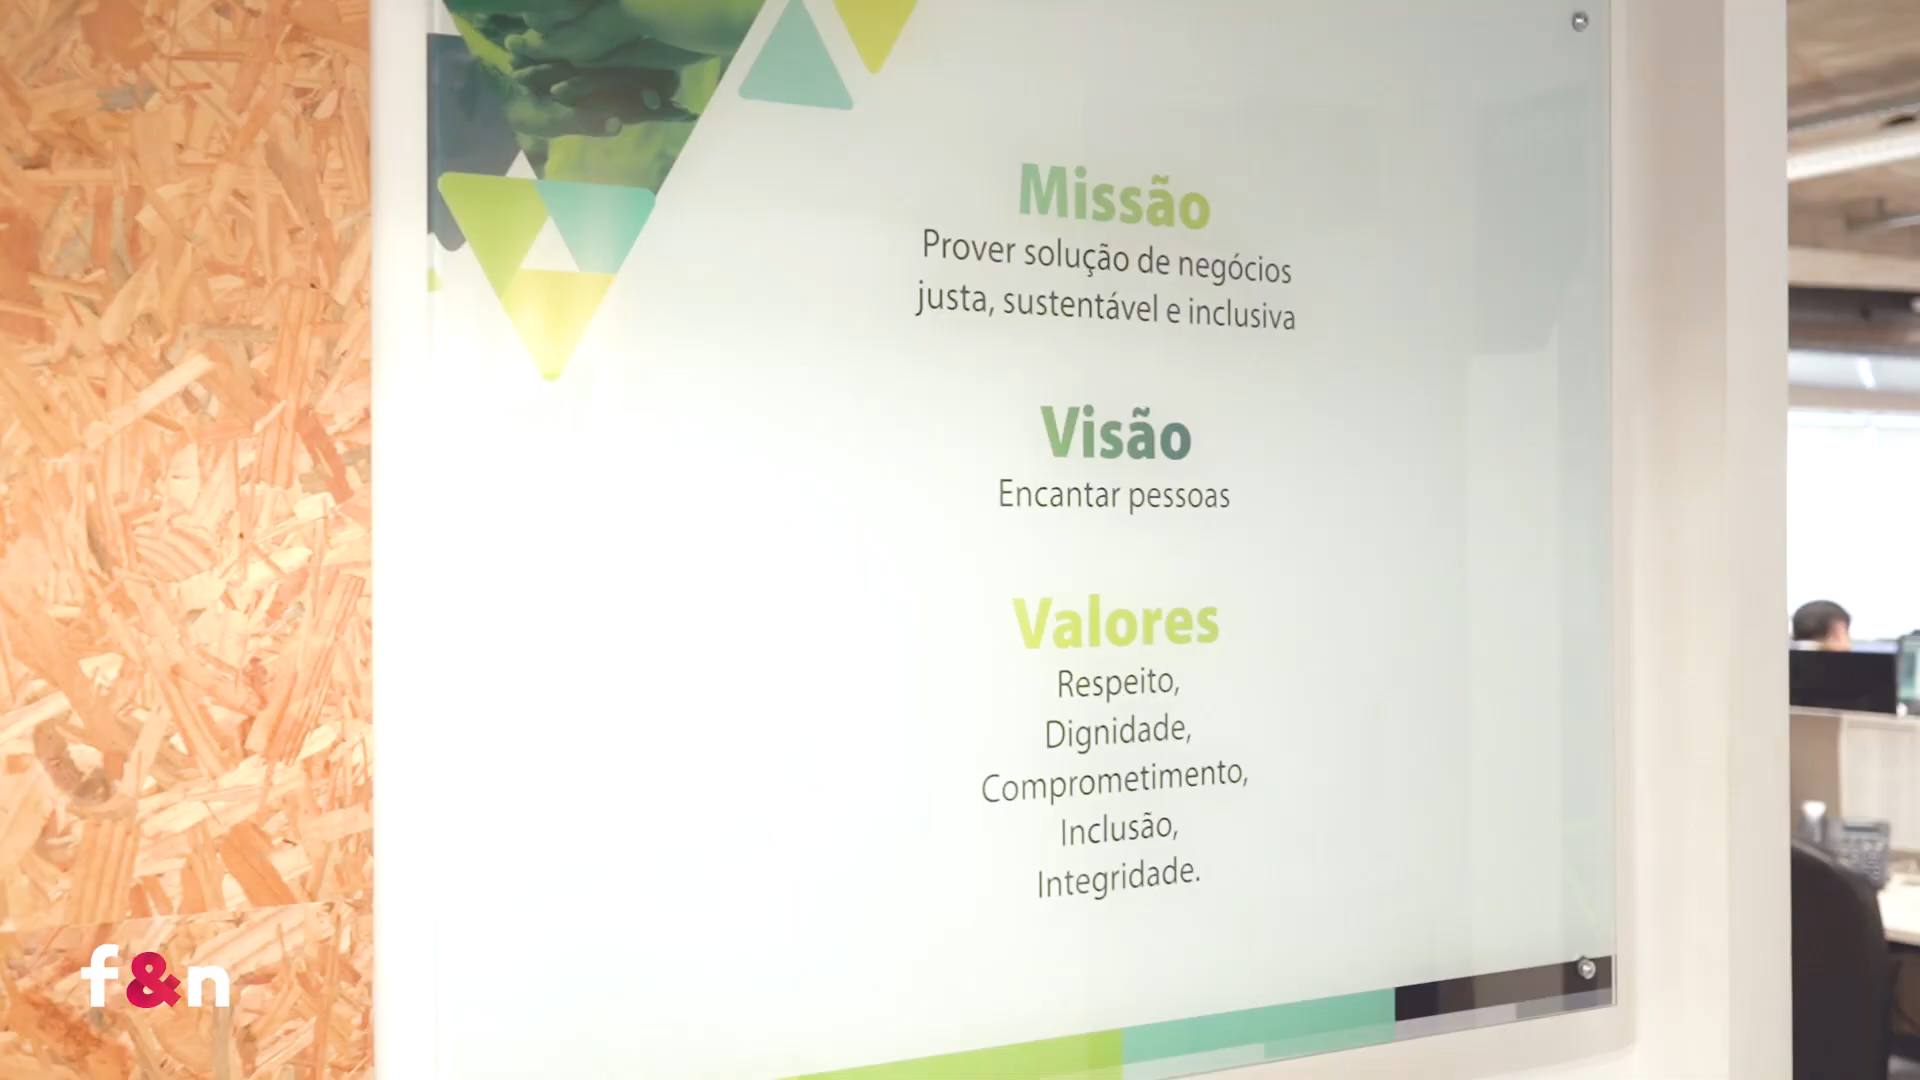 Missão
Prover solução de negócios
justa, sustentável e inclusiva
Visão
Encantar pessoas
Valores
Respeito,
Dignidade,
Comprometimento,
Inclusão,
Integridade.
f&n